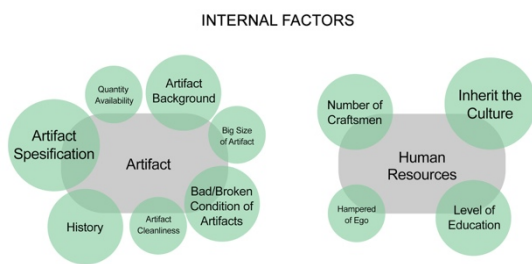 INTERNAL FACTORS
Quantity
Availability
Artifact
Background
Artifact
Spesification
Big Size
of Artifact
Artifact
Bad/Broken
Condition of
Artifacts
History
Artifact
Cleanliness
Number of
Craftsmen
Inherit the
Culture
Human
Resources
Hampered
of Ego
Level of
Education